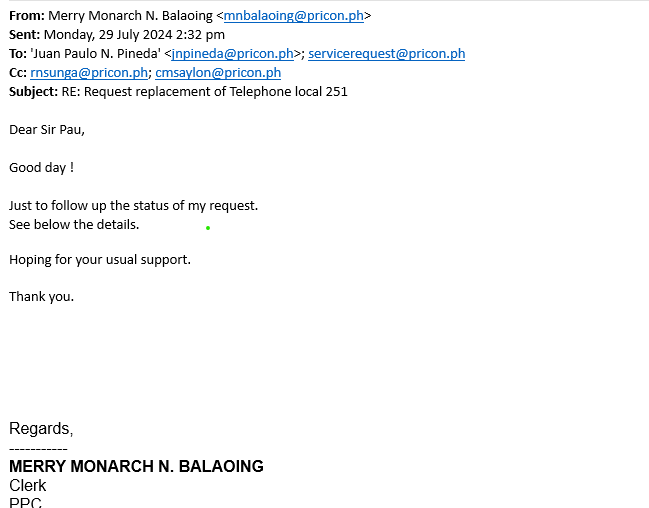 From: Merry Monarch N. Balaoing <mnbalaoing@pricon.ph>
Sent: Monday, 29 July 2024 2:32 pm
To: 'Juan Paulo N. Pineda' <jnpineda@pricon.ph>; servicerequest@pricon.ph
Cc: rnsunga@pricon.ph; cmsaylon@pricon.ph
Subject: RE: Request replacement of Telephone local 251
Dear Sir Pau,
Good day !
Just to follow up the status of my request.
See below the details.
Hoping for your usual support.
Thank you.
Regards,
-----------
MERRY MONARCH N. BALAOING
Clerk
PPC